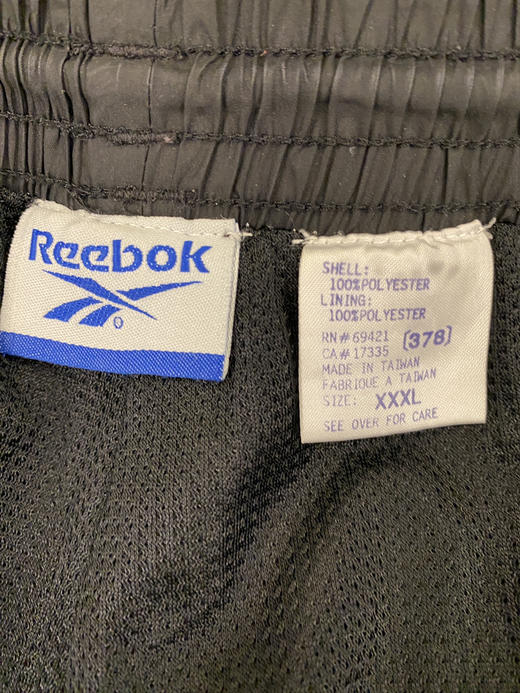 Reebok
SHELL:
100%POLYESTER
LINING:
100%POLYESTER
RN# 69421 (378)
CA# 17335
MADE IN TAIWAN
FABRIQUE A TAIWAN
SIZE: XXXL
SEE OVER FOR CARE